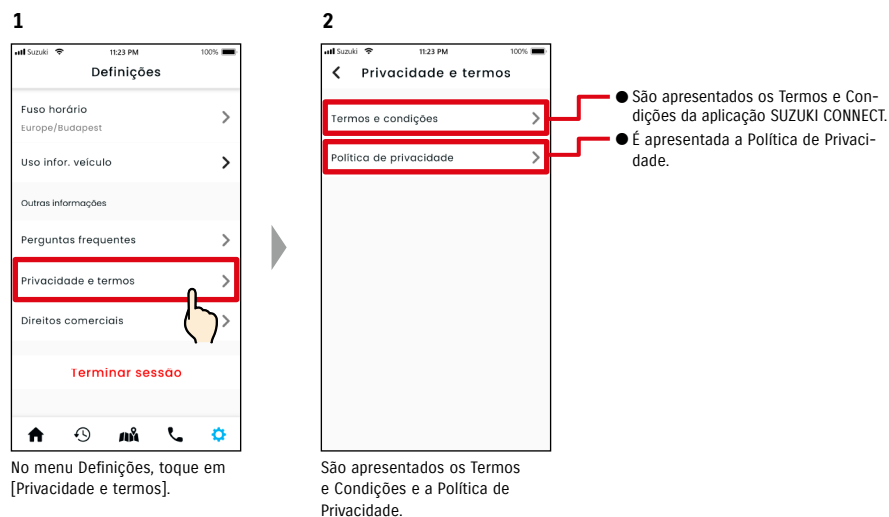 1
Suzuki 11:23 PM 100%
Definições
Fuso horário
Europe/Budapest
Uso infor. veículo
Outras informações
Perguntas frequentes
Privacidade e termos
Direitos comerciais
Terminar sessão
No menu Definições, toque em
[Privacidade e termos].
2
Suzuki 11:23 PM 100%
Privacidade e termos
Termos e condições
Política de privacidade
São apresentados os Termos
e Condições e a Política de
Privacidade.
● São apresentados os Termos e Con-
dições da aplicação SUZUKI CONNECT.
● É apresentada a Política de Privaci-
dade.